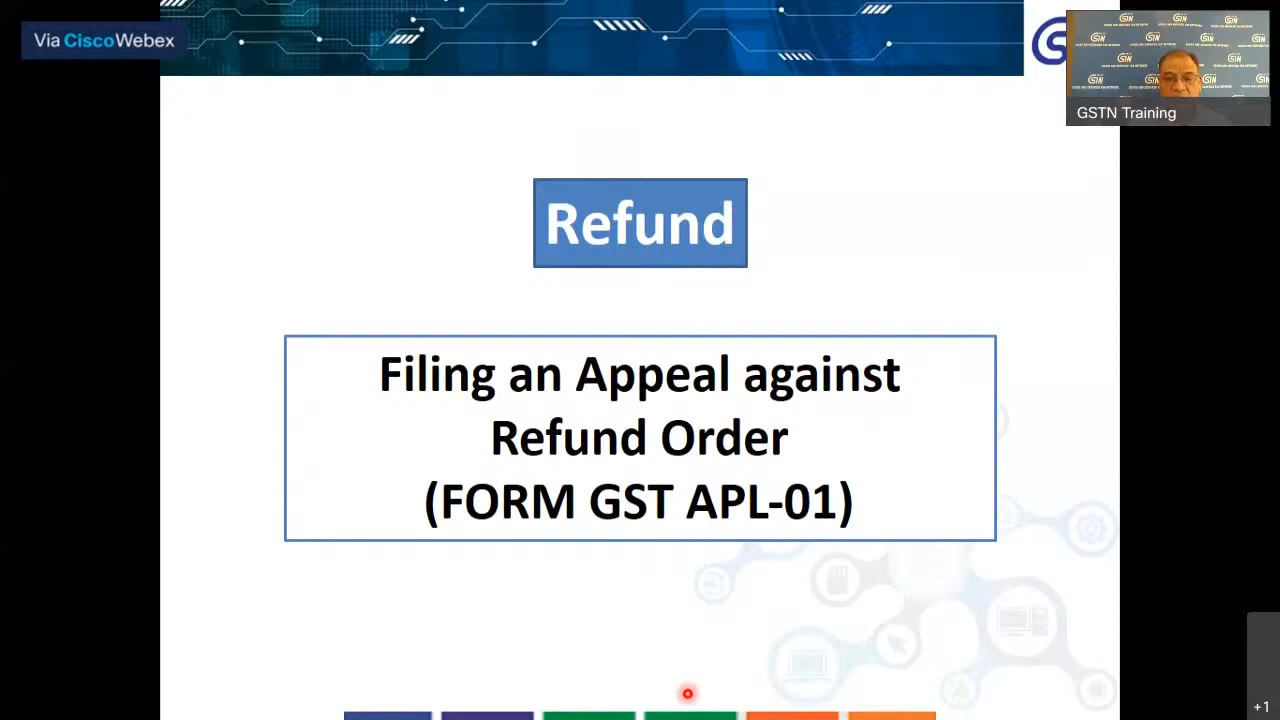 Via CiscoWebex
GSTN Training
Refund
Filing an Appeal against
Refund Order
(FORM GST APL-01)
+1